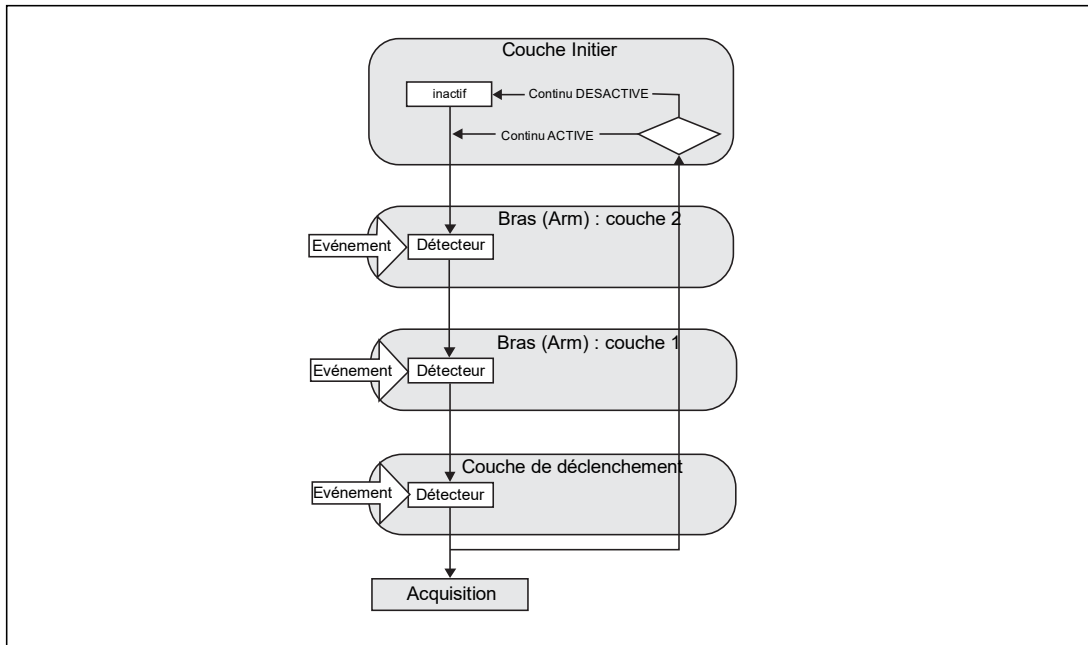 Couche Initier
inactif
Continu DESACTIVE
Continu ACTIVE
Bras (Arm) : couche 2
Evénement
Détecteur
Bras (Arm) : couche 1
Evénement
Détecteur
Couche de déclenchement
Evénement
Détecteur
Acquisition